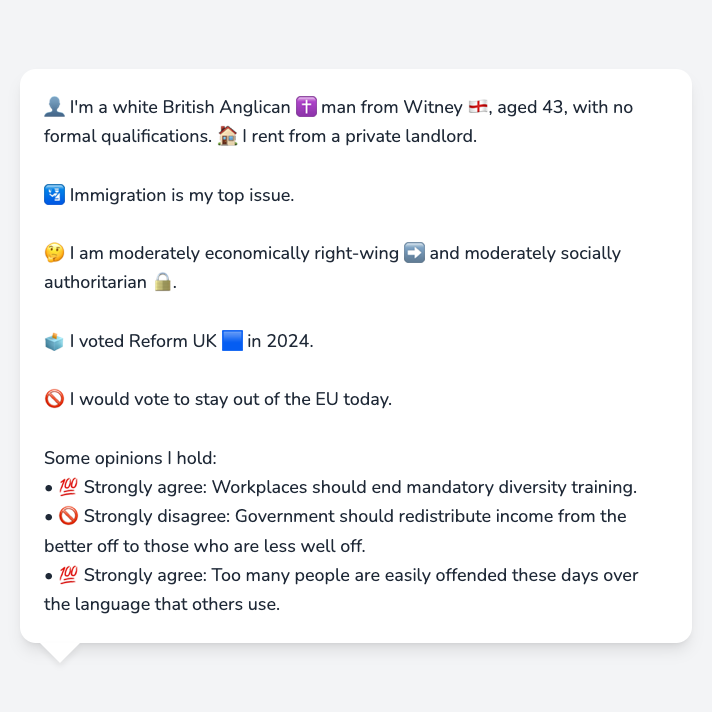 👤 I'm a white British Anglican ✝️ man from Witney 🏴󠁧󠁢󠁥󠁮󠁧󠁿, aged 43, with no
formal qualifications. 🏠 I rent from a private landlord.
🛂 Immigration is my top issue.
🤔 I am moderately economically right-wing ➡️ and moderately socially
authoritarian 🔒.
🗳️ I voted Reform UK 🟦 in 2024.
🚫 I would vote to stay out of the EU today.
Some opinions I hold:
• 💯 Strongly agree: Workplaces should end mandatory diversity training.
• 🚫 Strongly disagree: Government should redistribute income from the
better off to those who are less well off.
• 💯 Strongly agree: Too many people are easily offended these days over
the language that others use.